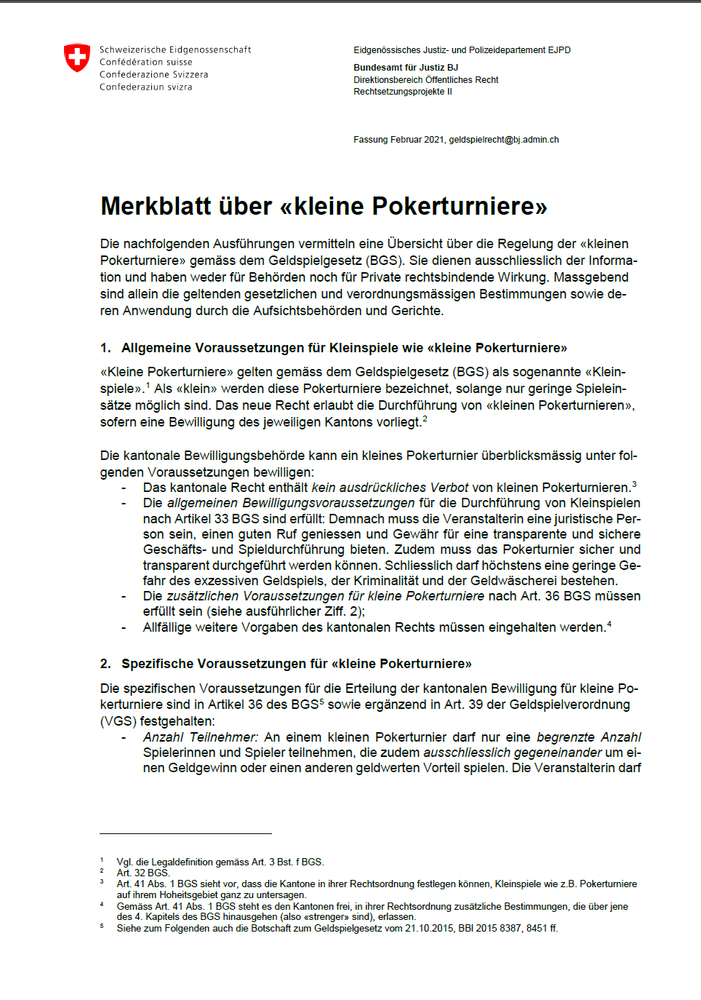 Schweizerische Eidgenossenschaft
Confédération suisse
Confederazione Svizzera
Confederaziun svizra
Eidgenössisches Justiz- und Polizeidepartement EJPD
Bundesamt für Justiz BJ
Direktionsbereich Öffentliches Recht
Rechtsetzungsprojekte II
Fassung Februar 2021, geldspielrecht@bj.admin.ch
Merkblatt über «kleine Pokerturniere»
Die nachfolgenden Ausführungen vermitteln eine Übersicht über die Regelung der «kleinen
Pokerturniere» gemäss dem Geldspielgesetz (BGS). Sie dienen ausschliesslich der Informa-
tion und haben weder für Behörden noch für Private rechtsbindende Wirkung. Massgebend
sind allein die geltenden gesetzlichen und verordnungsmässigen Bestimmungen sowie de-
ren Anwendung durch die Aufsichtsbehörden und Gerichte.
1. Allgemeine Voraussetzungen für Kleinspiele wie «kleine Pokerturniere»
«Kleine Pokerturniere» gelten gemäss dem Geldspielgesetz (BGS) als sogenannte «Klein-
spiele».1 Als «klein» werden diese Pokerturniere bezeichnet, solange nur geringe Spielein-
sätze möglich sind. Das neue Recht erlaubt die Durchführung von «kleinen Pokerturnieren»,
sofern eine Bewilligung des jeweiligen Kantons vorliegt.2
Die kantonale Bewilligungsbehörde kann ein kleines Pokerturnier überblicksmässig unter fol-
genden Voraussetzungen bewilligen:
- Das kantonale Recht enthält kein ausdrückliches Verbot von kleinen Pokerturnieren.3
- Die allgemeinen Bewilligungsvoraussetzungen für die Durchführung von Kleinspielen
nach Artikel 33 BGS sind erfüllt: Demnach muss die Veranstalterin eine juristische Per-
son sein, einen guten Ruf geniessen und Gewähr für eine transparente und sichere
Geschäfts- und Spieldurchführung bieten. Zudem muss das Pokerturnier sicher und
transparent durchgeführt werden können. Schliesslich darf höchstens eine geringe Ge-
fahr des exzessiven Geldspiels, der Kriminalität und der Geldwäscherei bestehen.
- Die zusätzlichen Voraussetzungen für kleine Pokerturniere nach Art. 36 BGS müssen
erfüllt sein (siehe ausführlicher Ziff. 2);
- Allfällige weitere Vorgaben des kantonalen Rechts müssen eingehalten werden.4
2. Spezifische Voraussetzungen für «kleine Pokerturniere»
Die spezifischen Voraussetzungen für die Erteilung der kantonalen Bewilligung für kleine Po-
kerturniere sind in Artikel 36 des BGS5 sowie ergänzend in Art. 39 der Geldspielverordnung
(VGS) festgehalten:
- Anzahl Teilnehmer: An einem kleinen Pokerturnier darf nur eine begrenzte Anzahl
Spielerinnen und Spieler teilnehmen, die zudem ausschliesslich gegeneinander um ei-
nen Geldgewinn oder einen anderen geldwerten Vorteil spielen. Die Veranstalterin darf
1 Vgl. die Legaldefinition gemäss Art. 3 Bst. f BGS.
2 Art. 32 BGS.
3 Art. 41 Abs. 1 BGS sieht vor, dass die Kantone in ihrer Rechtsordnung festlegen können, Kleinspiele wie z.B. Pokerturniere
auf ihrem Hoheitsgebiet ganz zu untersagen.
4 Gemäss Art. 41 Abs. 1 BGS steht es den Kantonen frei, in ihrer Rechtsordnung zusätzliche Bestimmungen, die über jene
des 4. Kapitels des BGS hinausgehen (also «strenger» sind), erlassen.
5 Siehe zum Folgenden auch die Botschaft zum Geldspielgesetz vom 21.10.2015, BBl 2015 8387, 8451 ff.